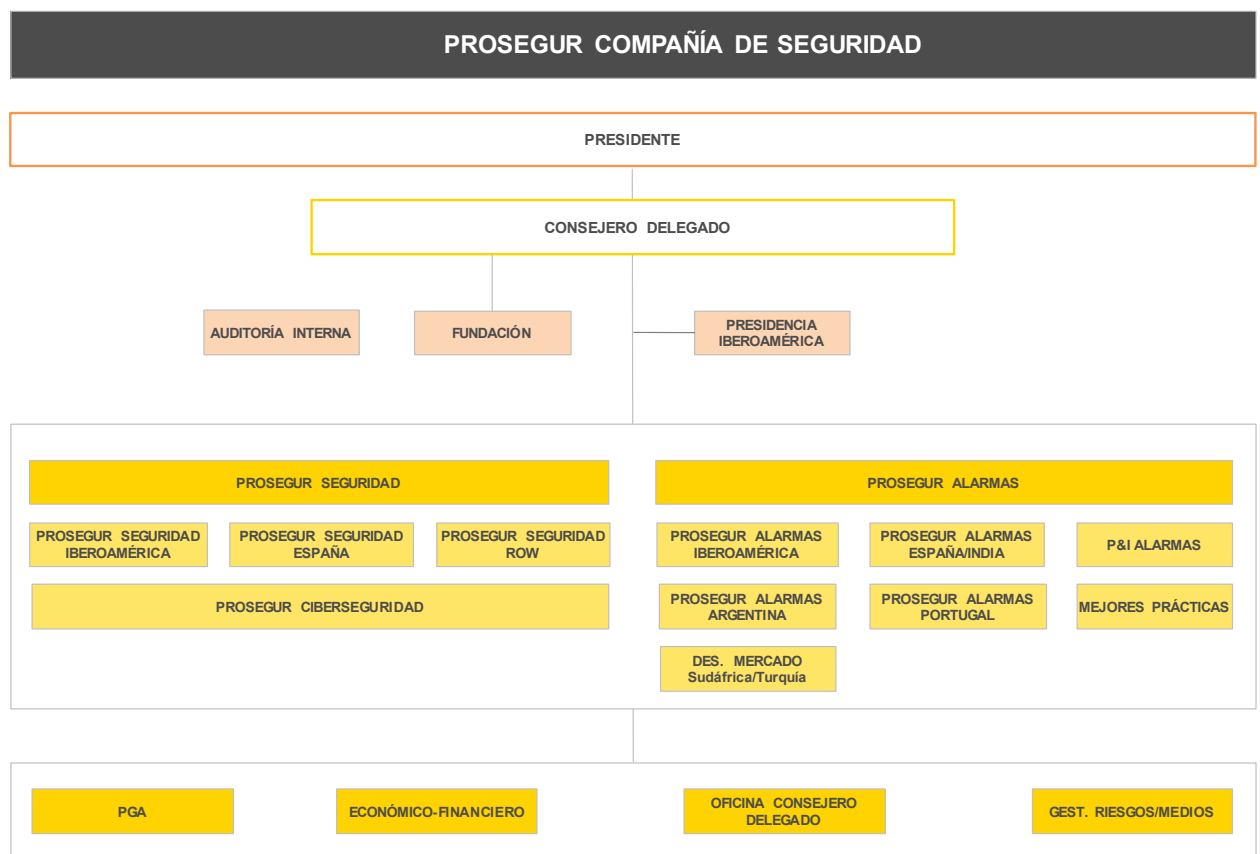 PROSEGUR COMPAÑÍA DE SEGURIDAD
PRESIDENTE
CONSEJERO DELEGADO
AUDITORÍA INTERNA
FUNDACIÓN
PRESIDENCIA
IBEROAMÉRICA
PROSEGUR SEGURIDAD
PROSEGUR SEGURIDAD
IBEROAMÉRICA
PROSEGUR SEGURIDAD
ESPAÑA
PROSEGUR SEGURIDAD
ROW
PROSEGUR CIBERSEGURIDAD
PROSEGUR ALARMAS
PROSEGUR ALARMAS
IBEROAMÉRICA
PROSEGUR ALARMAS
ESPAÑA/INDIA
P&I ALARMAS
PROSEGUR ALARMAS
ARGENTINA
PROSEGUR ALARMAS
PORTUGAL
MEJORES PRÁCTICAS
DES. MERCADO
Sudáfrica/Turquía
PGA
ECONÓMICO-FINANCIERO
OFICINA CONSEJERO
DELEGADO
GEST. RIESGOS/MEDIOS